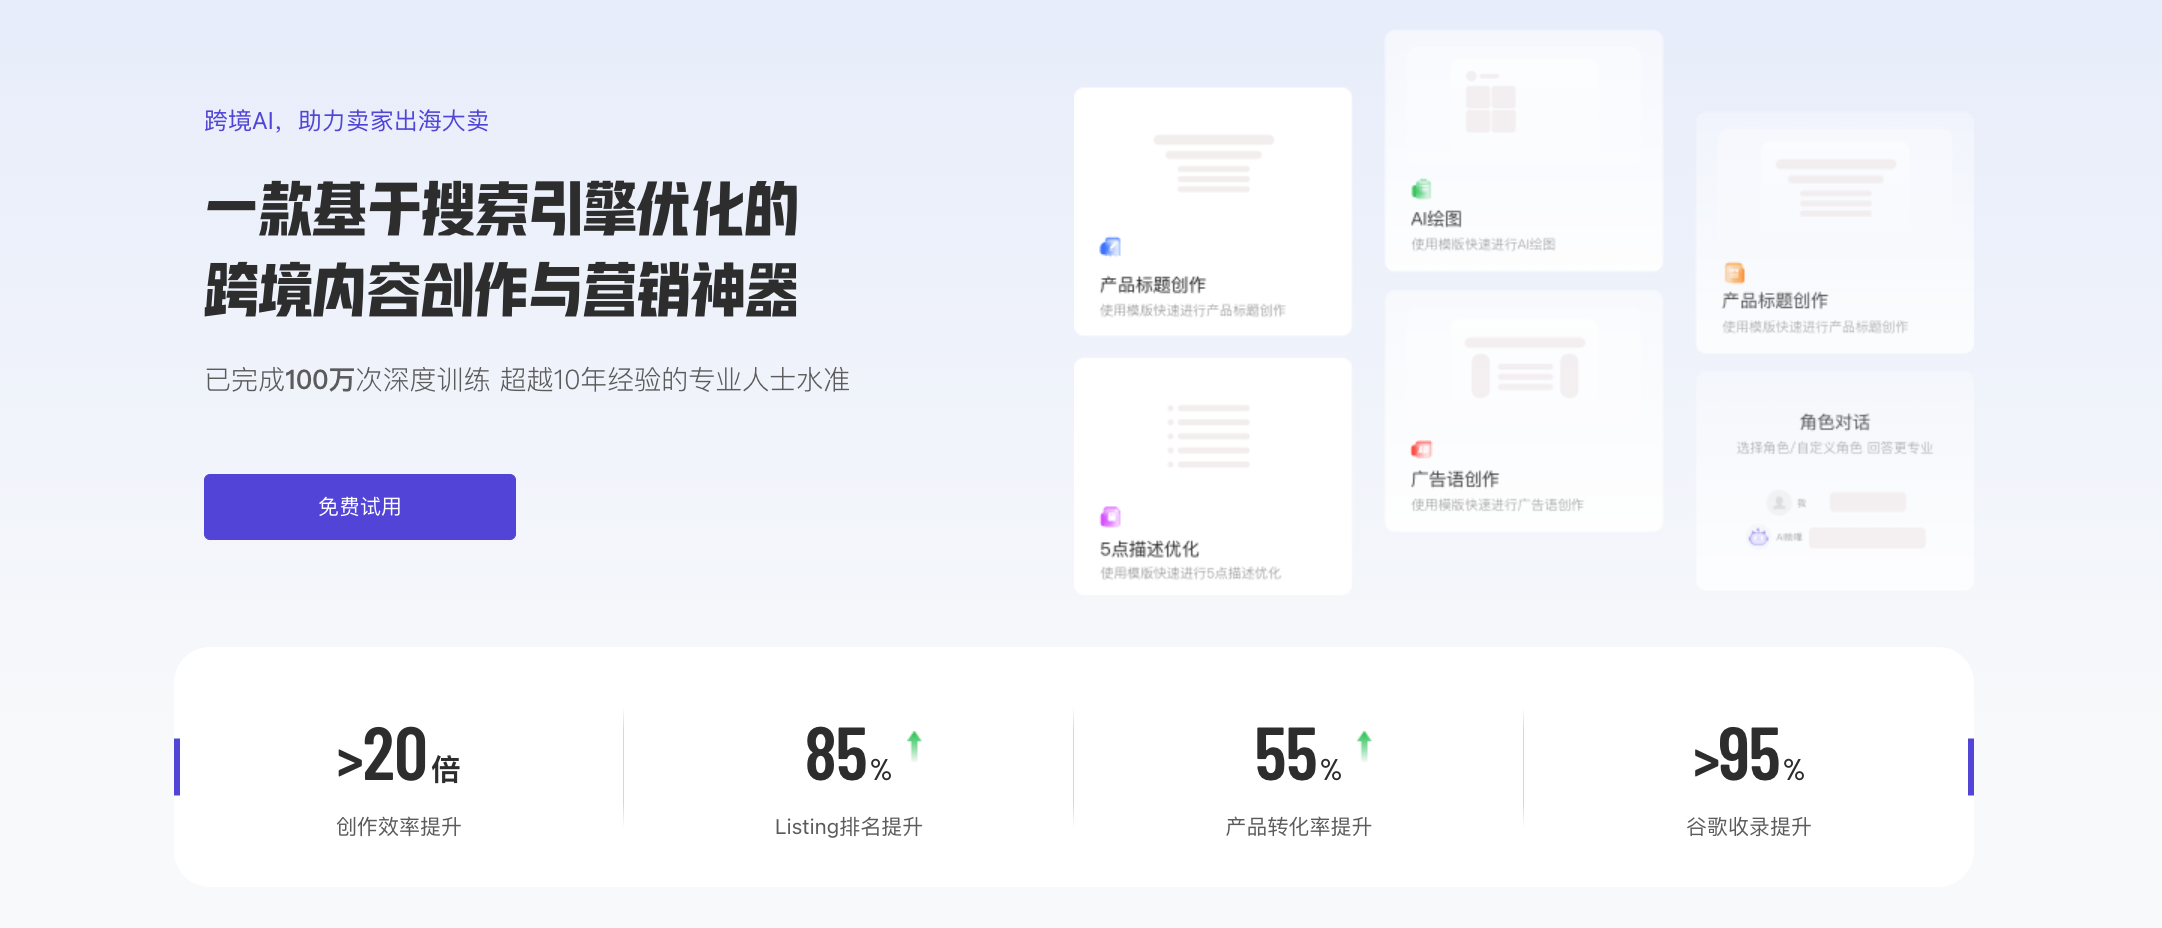 跨境AI，助力卖家出海大卖
一款基于搜索引擎优化的
跨境内容创作与营销神器
已完成100万次深度训练 超越10年经验的专业人士水准
免费试用
产品标题创作
使用模版快速进行产品标题创作
5点描述优化
使用模版快速进行5点描述优化
AI绘图
使用模版快速进行AI绘图
广告语创作
使用模版快速进行广告语创作
产品标题创作
使用模版快速进行产品标题创作
角色对话
选择角色/自定义角色 回答更专业
我
>20倍
创作效率提升
85%
Listing排名提升
55%
产品转化率提升
>95%
谷歌收录提升